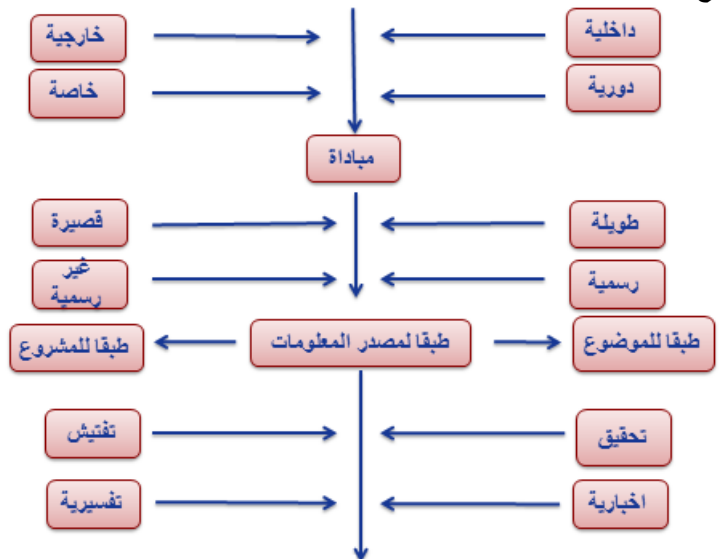 داخلية
خارجية
دورية
خاصة
مباداة
طويلة
قصيرة
رسمية
غير
رسمية
طبقا للموضوع
طبقا لمصدر المعلومات
طبقا للمشروع
تحقيق
تفتيش
اخبارية
تفسيرية